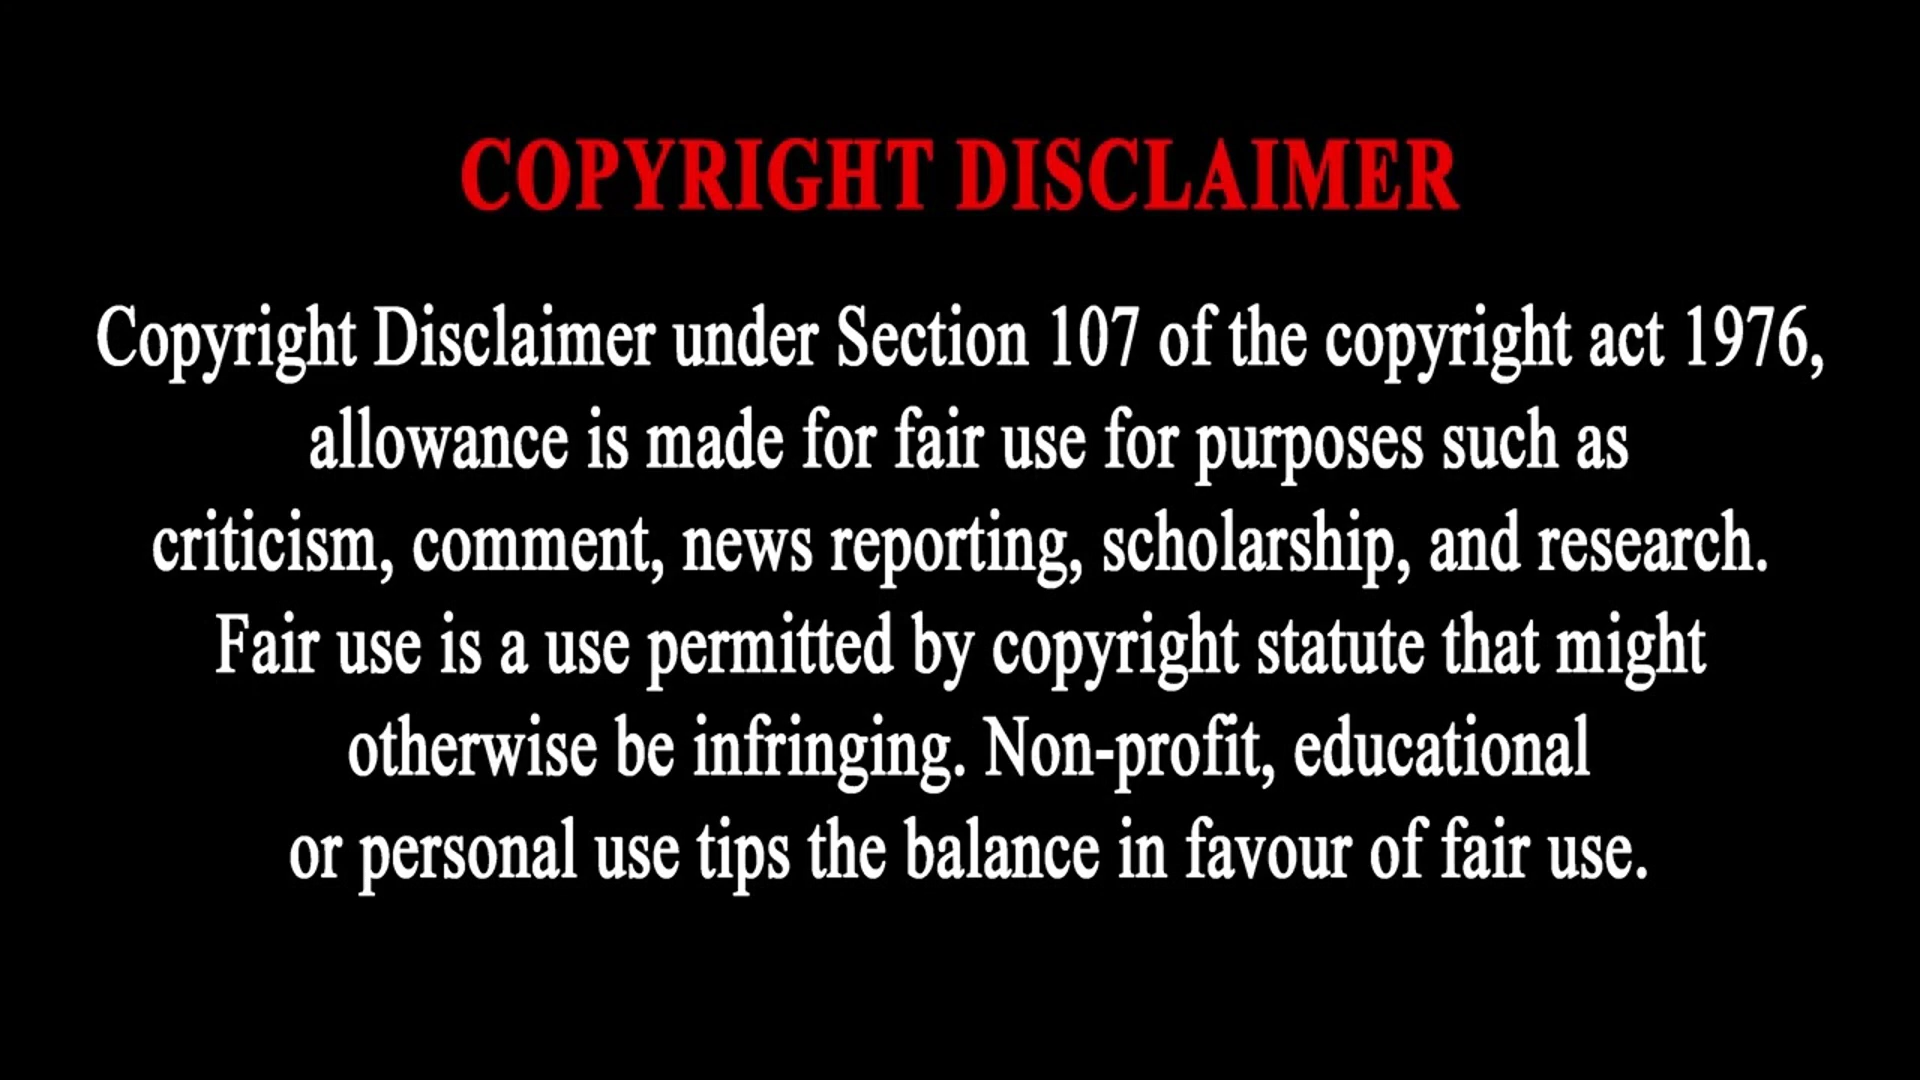 COPYRIGHT DISCLAIMER
Copyright Disclaimer under Section 107 of the copyright act 1976,
allowance is made for fair use for purposes such as
criticism, comment, news reporting, scholarship, and research.
Fair use is a use permitted by copyright statute that might
otherwise be infringing. Non-profit, educational
or personal use tips the balance in favour of fair use.